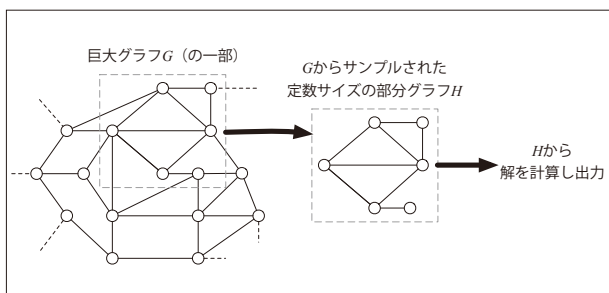 巨大グラフG（の一部）
Gからサンプルされた
定数サイズの部分グラフH
Hから
解を計算し出力